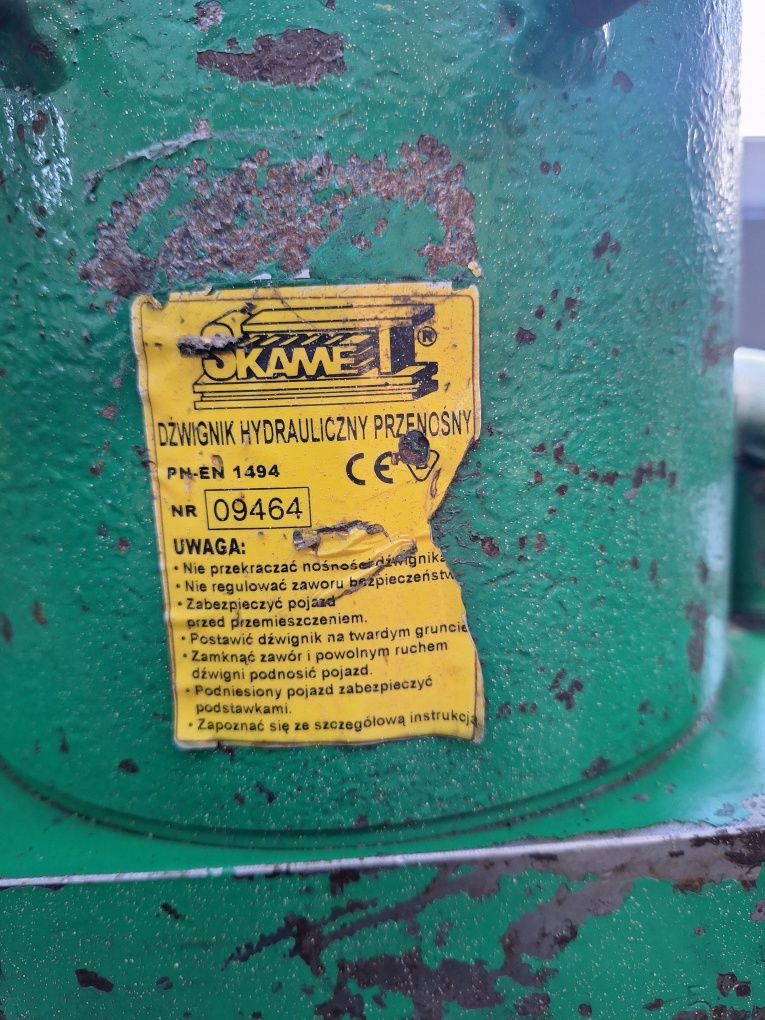 SKAMET ®
DŹWIGNIK HYDRAULICZNY PRZENOŚNY
PN-EN 1494 CE
NR 09464
UWAGA:
• Nie przekraczać nośności dźwignika
• Nie regulować zaworu bezpieczeństw
• Zabezpieczyć pojazd
przed przemieszczeniem.
• Postawić dźwignik na twardym gruncie
• Zamknąć zawór i powolnym ruchem
dźwigni podnosić pojazd.
• Podniesiony pojazd zabezpieczyć
podstawkami.
• Zapoznać się ze szczegółową instrukcją